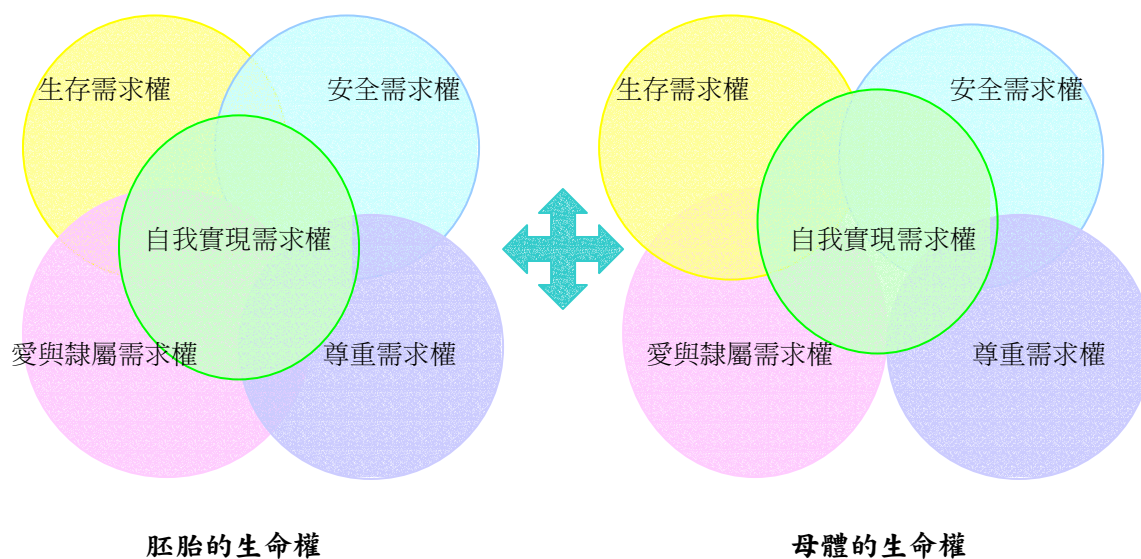 生存需求權
安全需求權
自我實現需求權
愛與隸屬需求權
尊重需求權
胚胎的生命權
生存需求權
安全需求權
自我實現需求權
愛與隸屬需求權
尊重需求權
母體的生命權